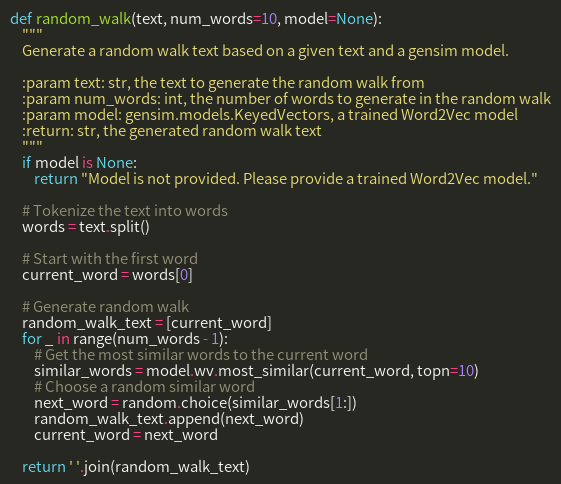 def random_walk(text, num_words=10, model=None):
    """
    Generate a random walk text based on a given text and a gensim model.

    :param text: str, the text to generate the random walk from
    :param num_words: int, the number of words to generate in the random walk
    :param model: gensim.models.KeyedVectors, a trained Word2Vec model
    :return: str, the generated random walk text
    """
    if model is None:
        return "Model is not provided. Please provide a trained Word2Vec model."

    # Tokenize the text into words
    words = text.split()

    # Start with the first word
    current_word = words[0]

    # Generate random walk
    random_walk_text = [current_word]
    for _ in range(num_words - 1):
        # Get the most similar words to the current word
        similar_words = model.wv.most_similar(current_word, topn=10)
        # Choose a random similar word
        next_word = random.choice(similar_words[1:])
        random_walk_text.append(next_word)
        current_word = next_word

    return ' '.join(random_walk_text)